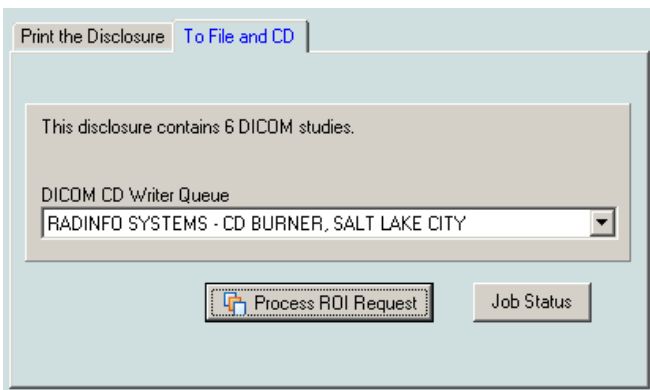 Print the Disclosure To File and CD
This disclosure contains 6 DICOM studies.
DICOM CD Writer Queue
RADINFO SYSTEMS - CD BURNER, SALT LAKE CITY
Process ROI Request Job Status